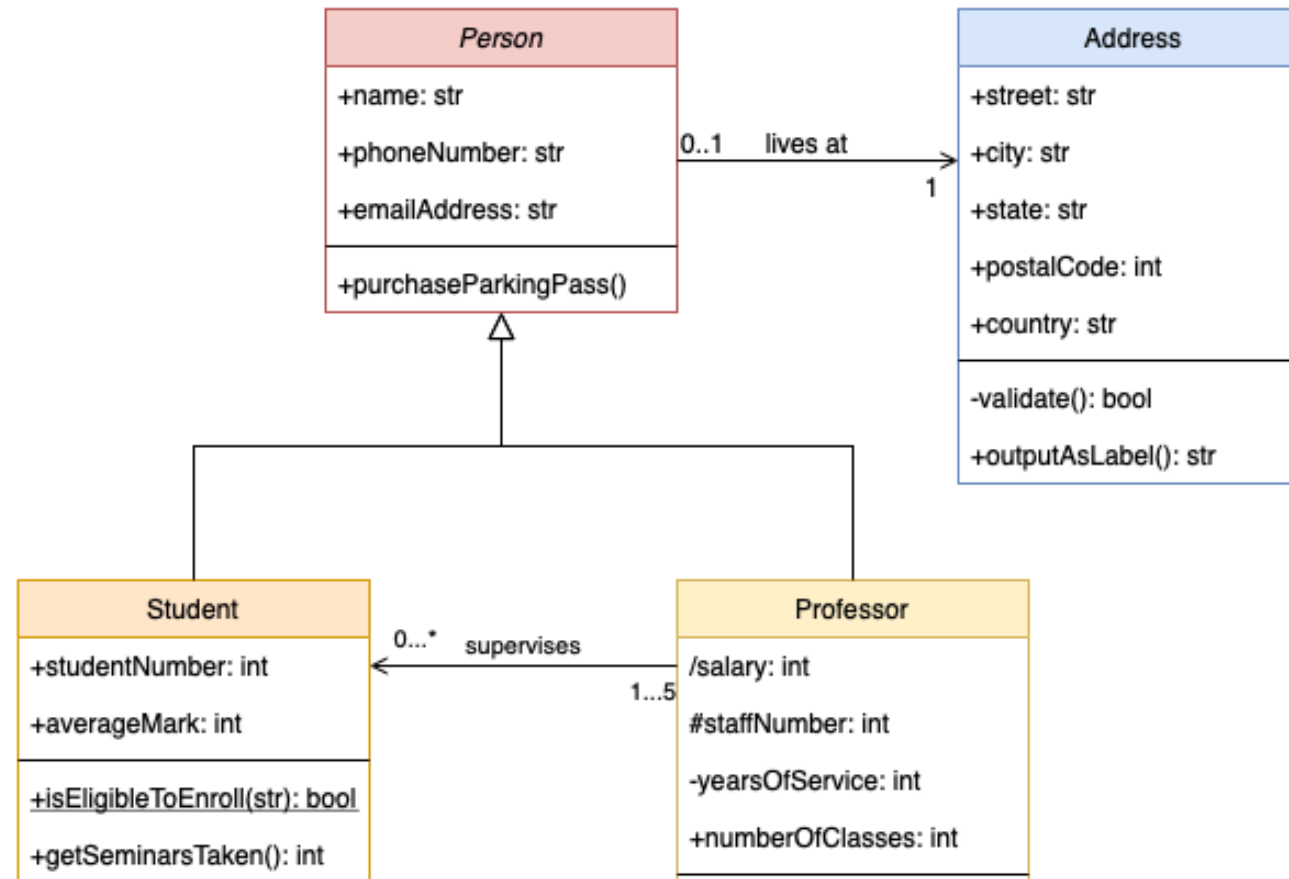 Person
+name: str
+phoneNumber: str
+emailAddress: str
+purchaseParkingPass()
0..1 lives at
1
Address
+street: str
+city: str
+state: str
+postalCode: int
+country: str
-validate(): bool
+outputAsLabel(): str
Student
+studentNumber: int
+averageMark: int
+isEligibleToEnroll(str): bool
+getSeminarsTaken(): int
0...* supervises
1...5
Professor
/salary: int
#staffNumber: int
-yearsOfService: int
+numberOfClasses: int